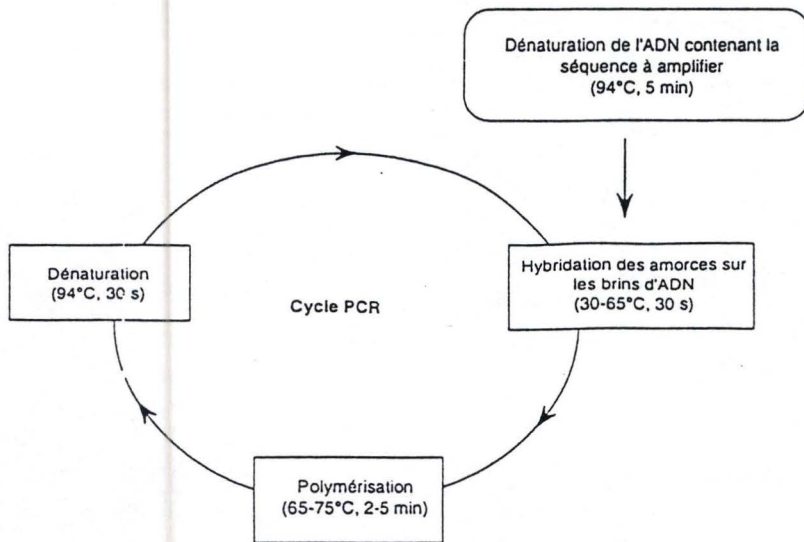 Dénaturation de l'ADN contenant la
séquence à amplifier
(94°C, 5 min)
Dénaturation
(94°C, 30 s)
Cycle PCR
Hybridation des amorces sur
les brins d'ADN
(30-65°C, 30 s)
Polymérisation
(65-75°C, 2-5 min)